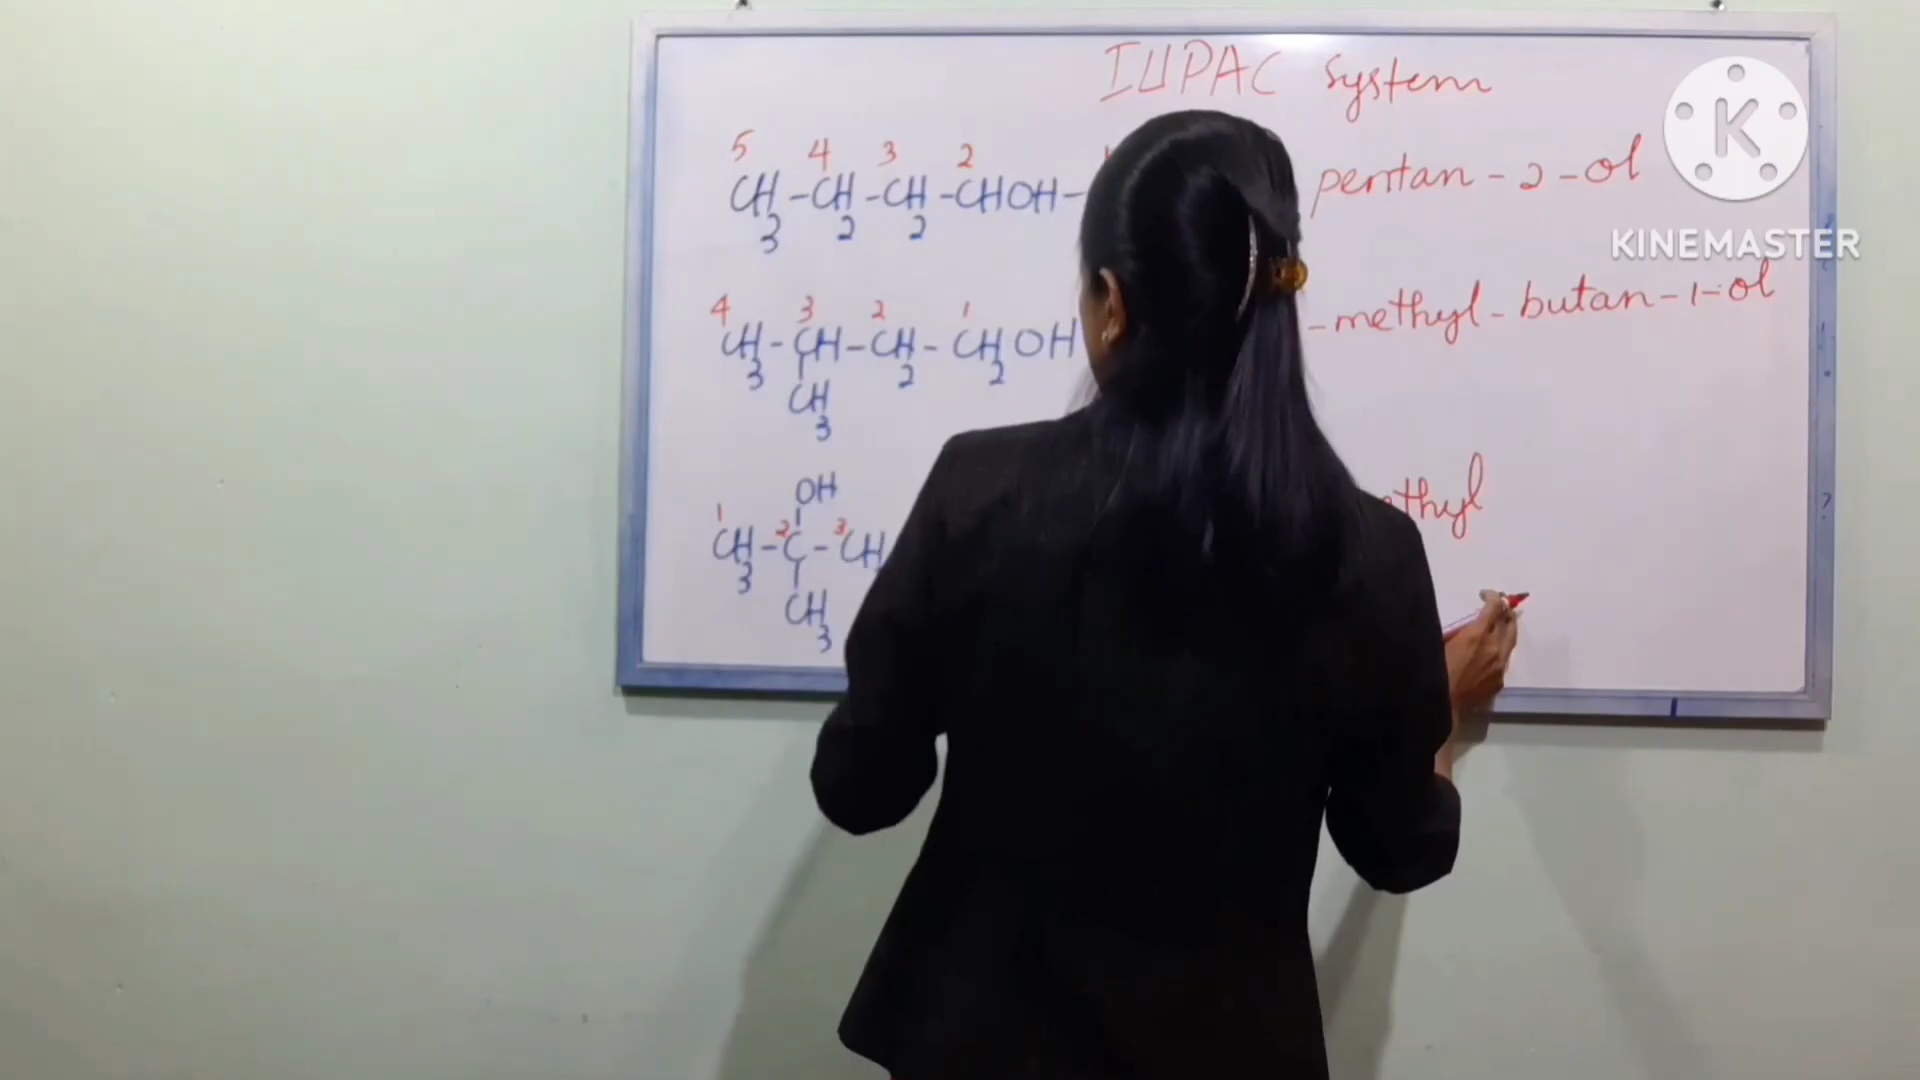 IUPAC System
5 4 3 2
CH3 - CH2 - CH2 - CHOH - pentan - 2 - ol
KINEMASTER
4 3 2 1
CH3 - CH - CH2 - CH2OH - methyl - butan - 1 - ol
CH3
OH
1 2 3
CH3 - C - CH thyl
CH3